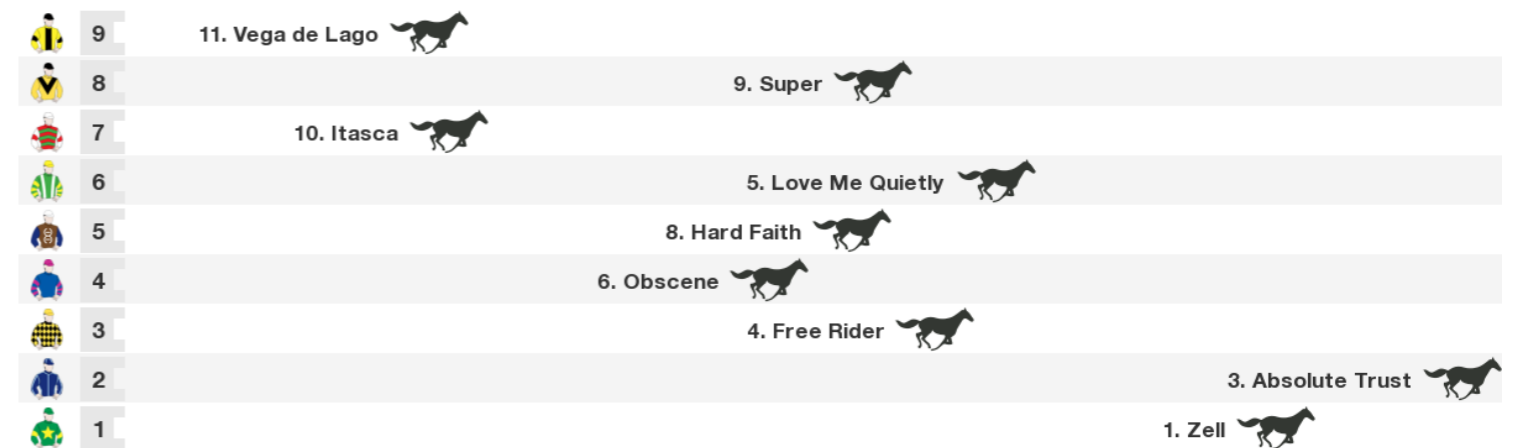 9 11. Vega de Lago
8 9. Super
7 10. Itasca
6 5. Love Me Quietly
5 8. Hard Faith
4 6. Obscene
3 4. Free Rider
2 3. Absolute Trust
1 1. Zell